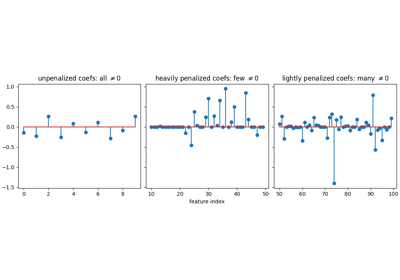 unpenalized coefs: all ≠0
heavily penalized coefs: few ≠0
lightly penalized coefs: many ≠0
1.0
0.5
0.0
−0.5
−1.0
−1.5
0 2 4 6 8
10 20 30 40 50
50 60 70 80 90 100
feature index